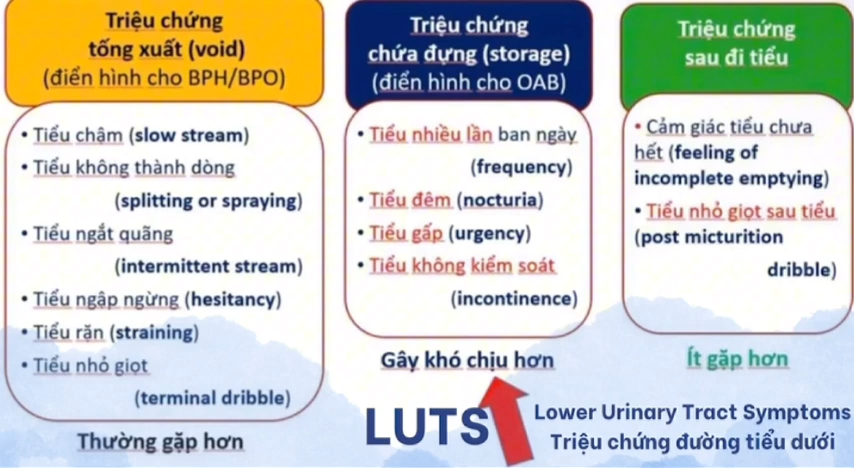 Triệu chứng
tống xuất (void)
(điển hình cho BPH/BPO)
• Tiểu chậm (slow stream)
• Tiểu không thành dòng
(splitting or spraying)
• Tiểu ngắt quãng
(intermittent stream)
• Tiểu ngập ngừng (hesitancy)
• Tiểu rặn (straining)
• Tiểu nhỏ giọt
(terminal dribble)
Thường gặp hơn
Triệu chứng
chứa đựng (storage)
(điển hình cho OAB)
• Tiểu nhiều lần ban ngày
(frequency)
• Tiểu đêm (nocturia)
• Tiểu gấp (urgency)
• Tiểu không kiểm soát
(incontinence)
Gây khó chịu hơn
Triệu chứng
sau đi tiểu
• Cảm giác tiểu chưa
hết (feeling of
incomplete emptying)
• Tiểu nhỏ giọt sau tiểu
(post micturition
dribble)
Ít gặp hơn
LUTS
Lower Urinary Tract Symptoms
Triệu chứng đường tiểu dưới